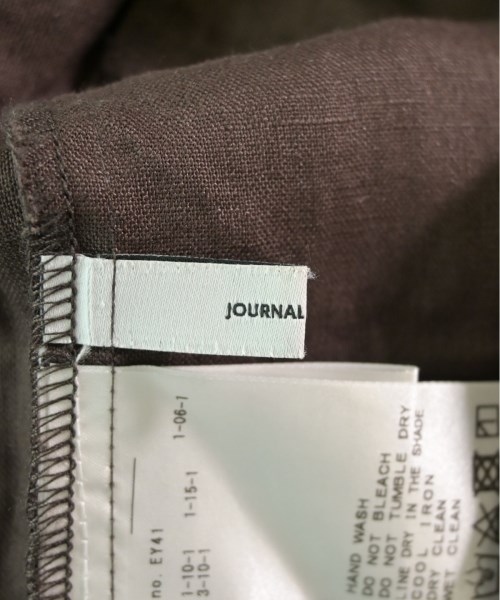 JOURNAL
no. EY41
1-10-1
3-10-1
1-15-1
1-06-7
HAND WASH
DO NOT BLEACH
DO NOT TUMBLE DRY
LINE DRY IN THE SHADE
COOL IRON
DRY CLEAN
WET CLEAN